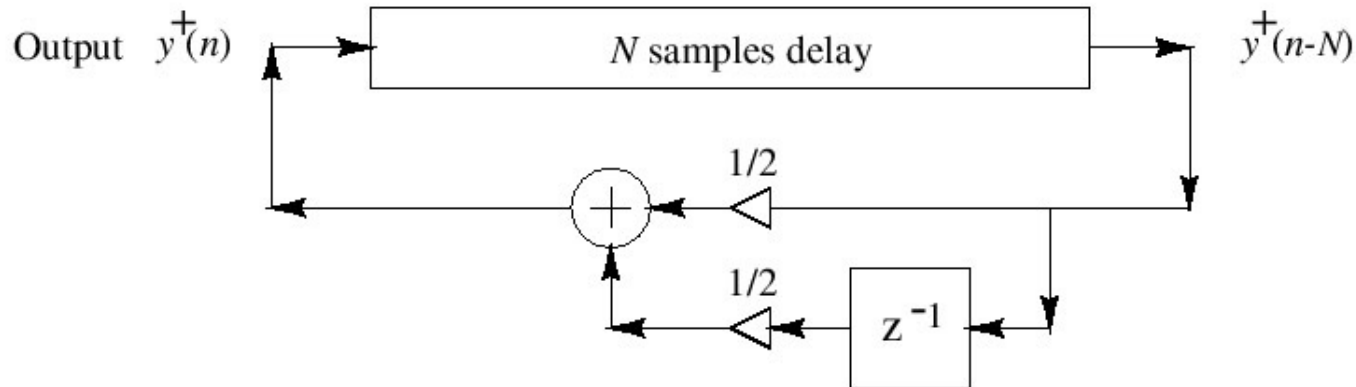 Output y⁺(n)
N samples delay
y⁺(n-N)
1/2
+
1/2
z⁻¹